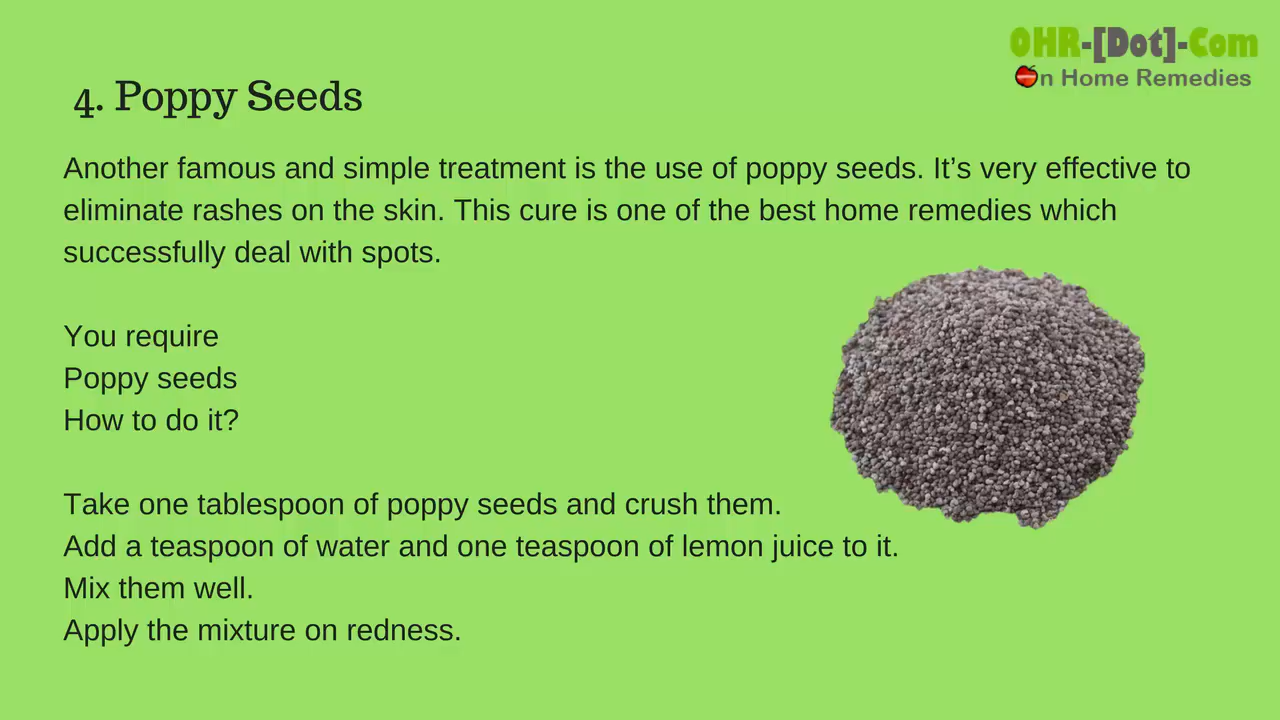 OHR-[Dot]-Com
On Home Remedies
4. Poppy Seeds
Another famous and simple treatment is the use of poppy seeds. It’s very effective to
eliminate rashes on the skin. This cure is one of the best home remedies which
successfully deal with spots.
You require
Poppy seeds
How to do it?
Take one tablespoon of poppy seeds and crush them.
Add a teaspoon of water and one teaspoon of lemon juice to it.
Mix them well.
Apply the mixture on redness.